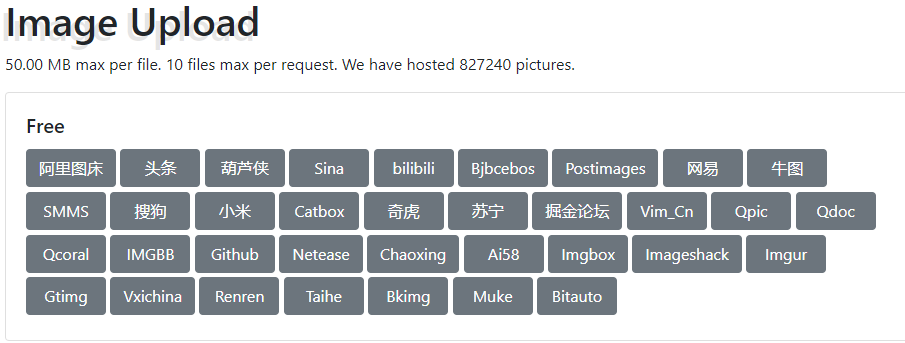 Image Upload
50.00 MB max per file. 10 files max per request. We have hosted 827240 pictures.
Free
阿里图床 头条 葫芦侠 Sina bilibili Bjbcebos Postimages 网易 牛图
SMMS 搜狗 小米 Catbox 奇虎 苏宁 掘金论坛 Vim_Cn Qpic Qdoc
Qcoral IMGBB Github Netease Chaoxing Ai58 Imgbox Imageshack Imgur
Gtimg Vxichina Renren Taihe Bkimg Muke Bitauto